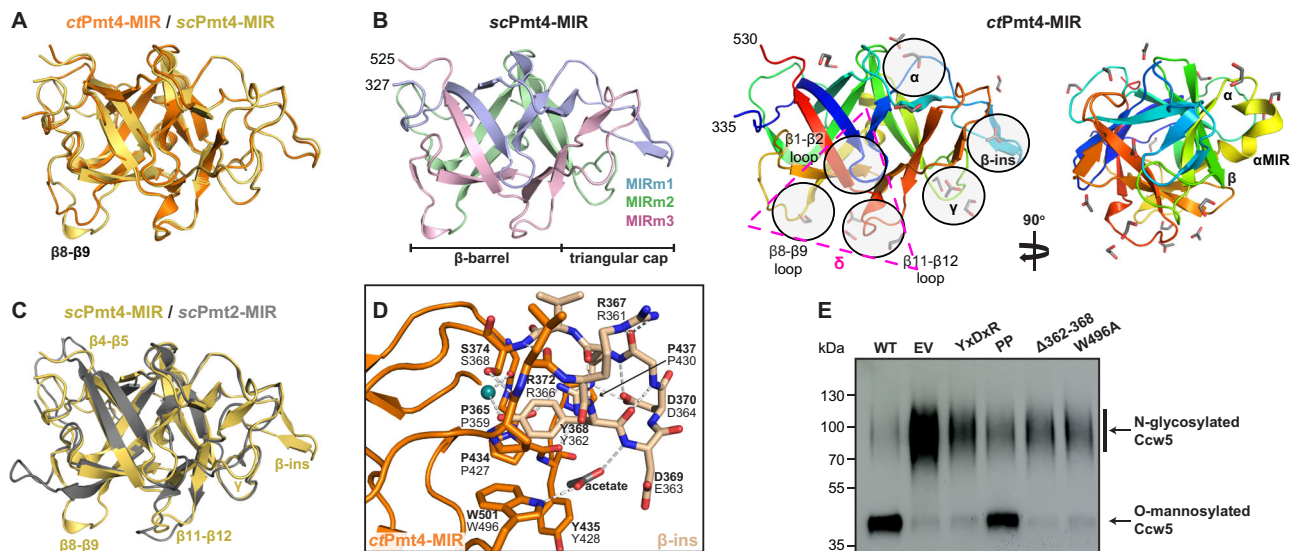 A
ctPmt4-MIR / scPmt4-MIR
β8-β9
B
scPmt4-MIR
525
327
MIRm1
MIRm2
MIRm3
β-barrel
triangular cap
ctPmt4-MIR
530
335
α
β1-β2
loop
β-ins
γ
β8-β9
loop
δ
β11-β12
loop
90°
α
αMIR
β
C
scPmt4-MIR / scPmt2-MIR
β4-β5
β-ins
γ
β8-β9
β11-β12
D
R367
R361
S374
S368
P437
P430
R372
R366
D370
D364
P365
P359
Y368
Y362
P434
P427
D369
E363
acetate
W501
W496
Y435
Y428
ctPmt4-MIR
β-ins
E
kDa
WT
EV
YxDxR
PP
Δ362-368
W496A
130
100
70
55
35
N-glycosylated
Ccw5
O-mannosylated
Ccw5